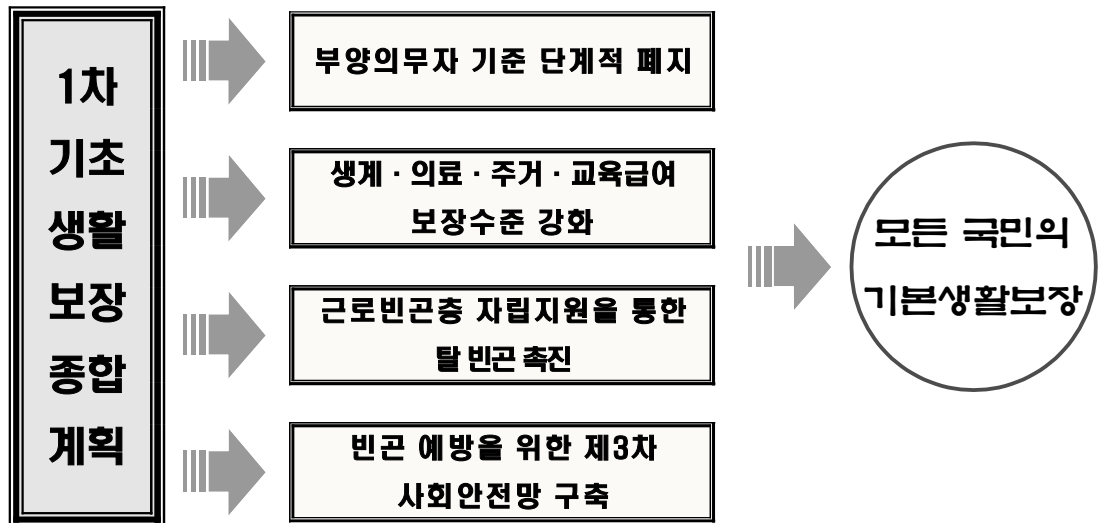 1차
기초
생활
보장
종합
계획
부양의무자 기준 단계적 폐지
생계·의료·주거·교육급여
보장수준 강화
근로빈곤층 자립지원을 통한
탈 빈곤 촉진
빈곤 예방을 위한 제3차
사회안전망 구축
모든 국민의
기본생활보장